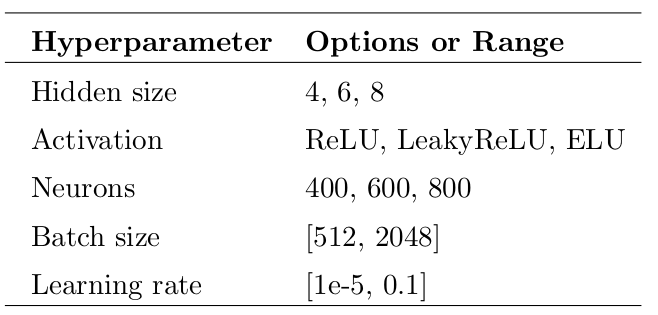 Hyperparameter Options or Range
Hidden size 4, 6, 8
Activation ReLU, LeakyReLU, ELU
Neurons 400, 600, 800
Batch size [512, 2048]
Learning rate [1e-5, 0.1]